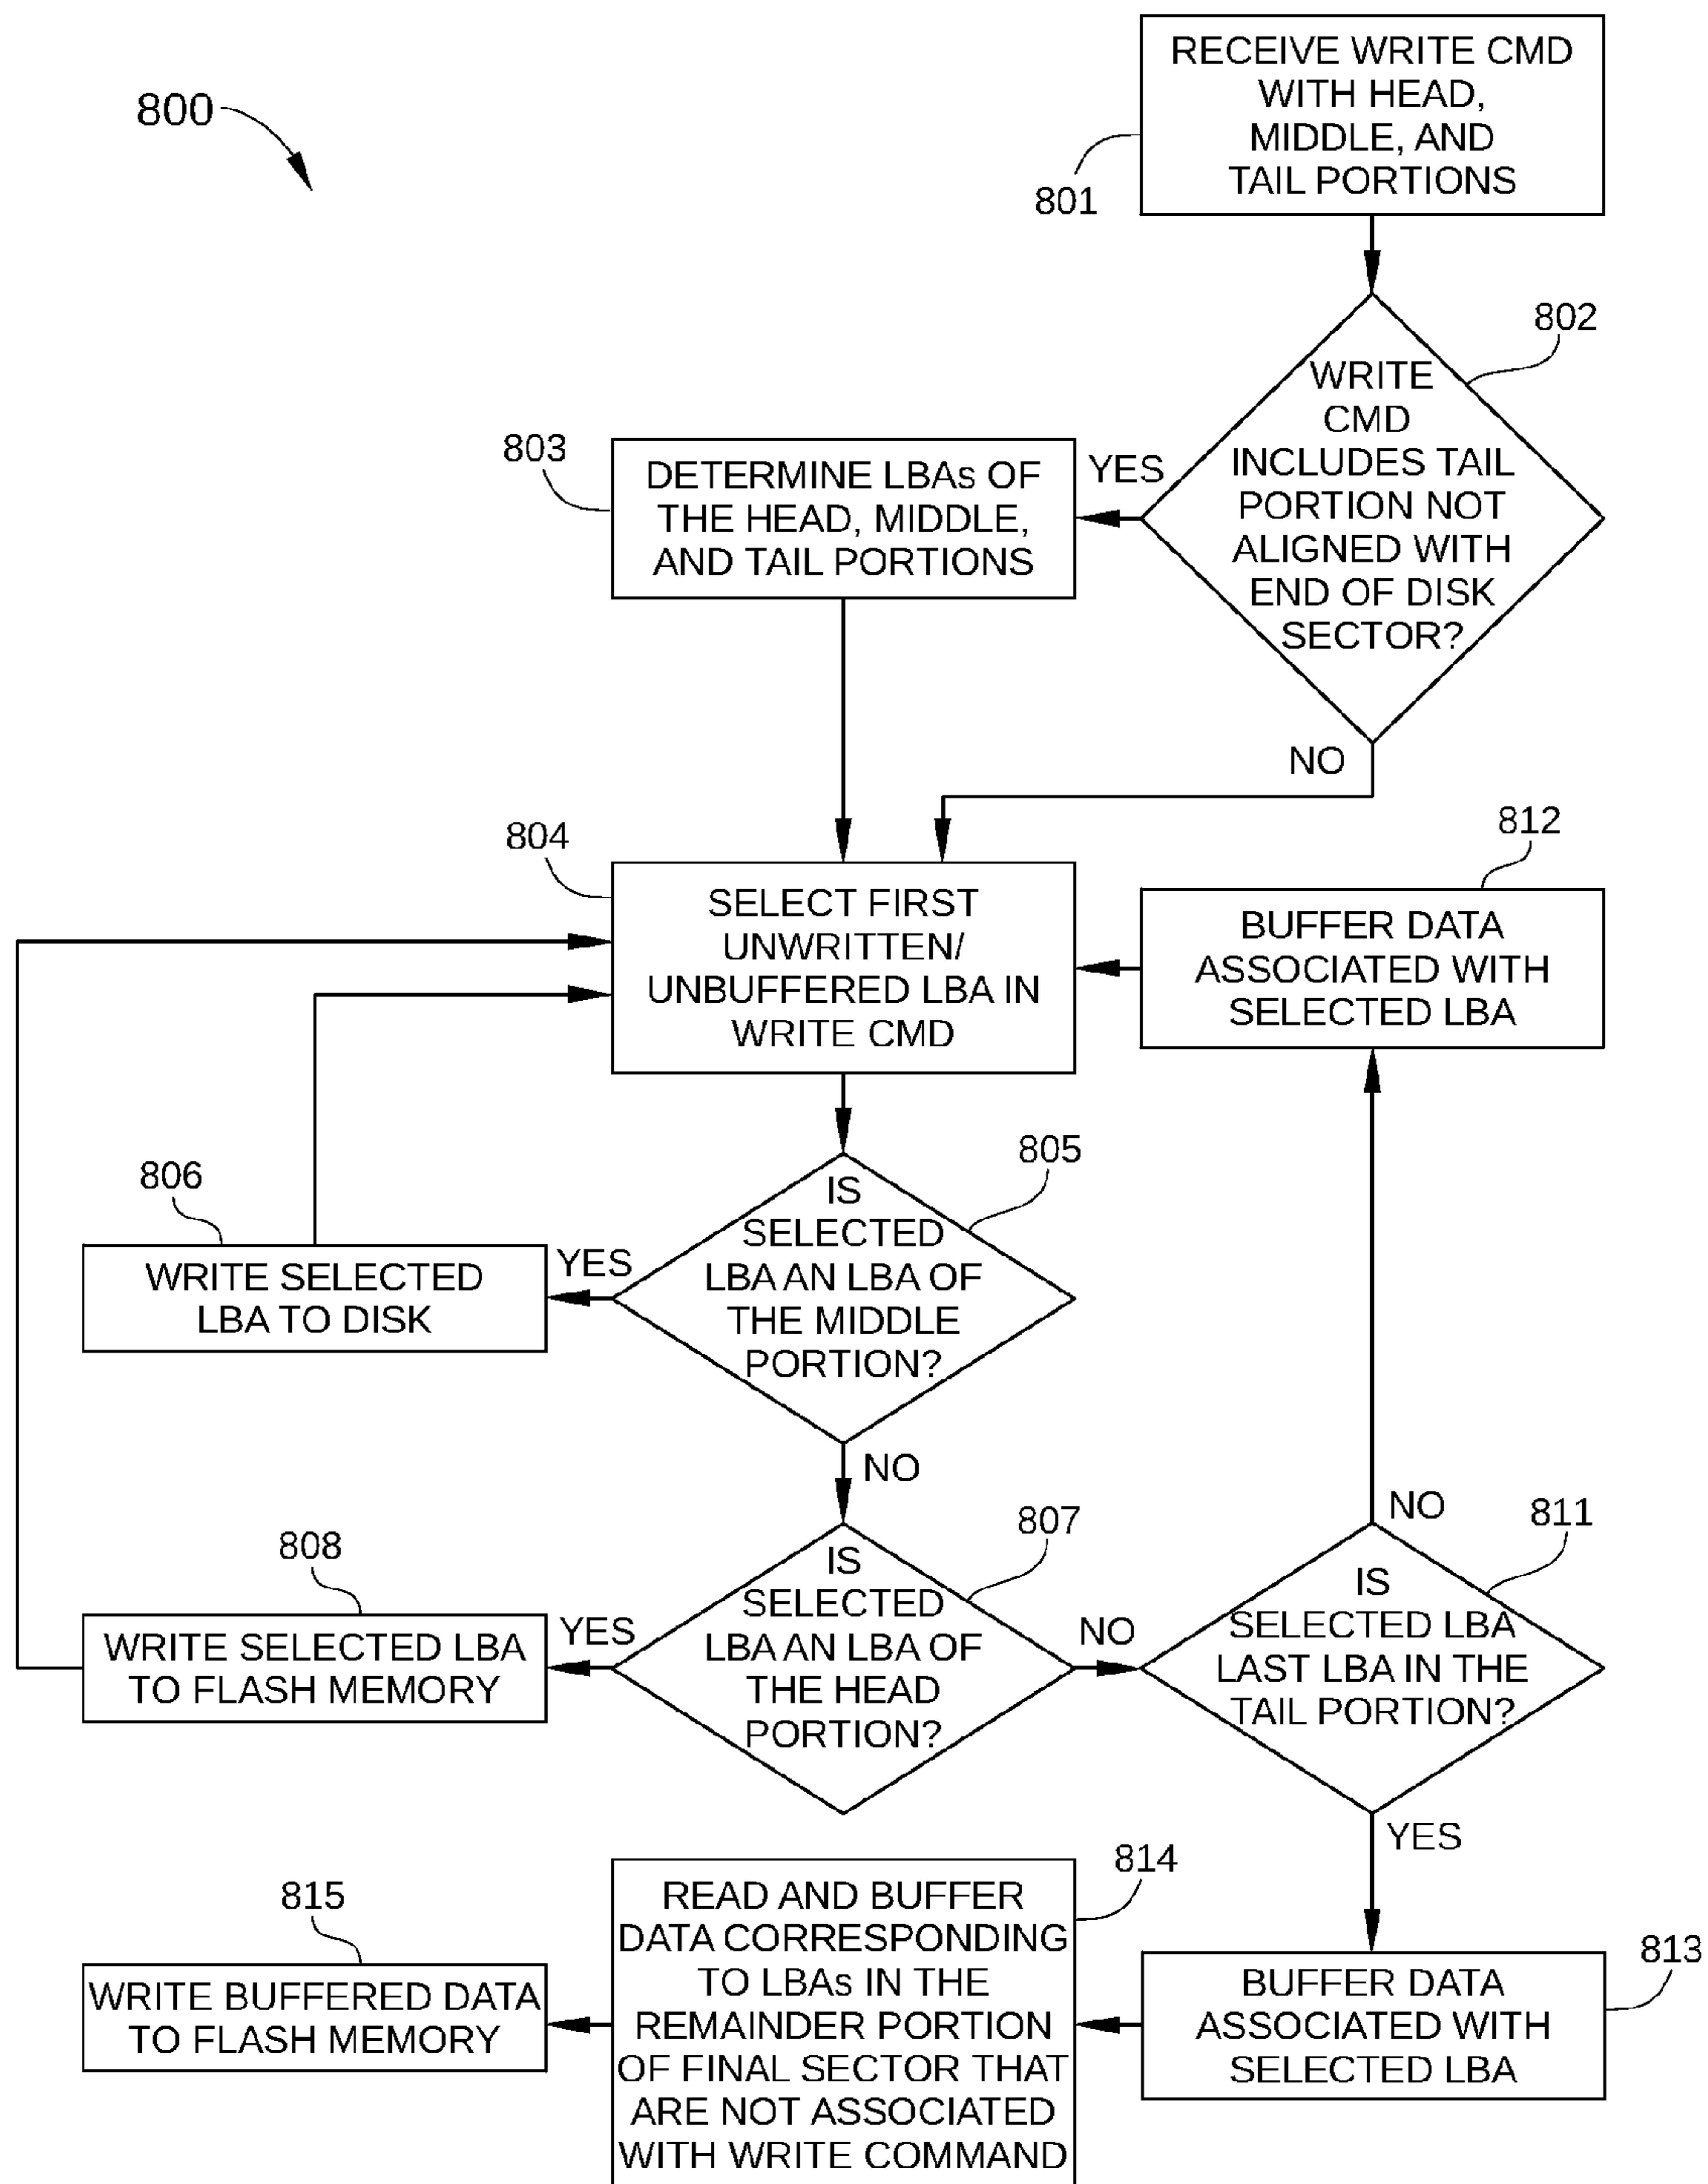 800
RECEIVE WRITE CMD
WITH HEAD,
MIDDLE, AND
TAIL PORTIONS
801
802
WRITE
CMD
INCLUDES TAIL
PORTION NOT
ALIGNED WITH
END OF DISK
SECTOR?
YES
NO
803
DETERMINE LBAs OF
THE HEAD, MIDDLE,
AND TAIL PORTIONS
804
SELECT FIRST
UNWRITTEN/
UNBUFFERED LBA IN
WRITE CMD
812
BUFFER DATA
ASSOCIATED WITH
SELECTED LBA
805
IS
SELECTED
LBA AN LBA OF
THE MIDDLE
PORTION?
YES
NO
806
WRITE SELECTED
LBA TO DISK
807
IS
SELECTED
LBA AN LBA OF
THE HEAD
PORTION?
YES
NO
808
WRITE SELECTED LBA
TO FLASH MEMORY
811
IS
SELECTED LBA
LAST LBA IN THE
TAIL PORTION?
NO
YES
813
BUFFER DATA
ASSOCIATED WITH
SELECTED LBA
814
READ AND BUFFER
DATA CORRESPONDING
TO LBAs IN THE
REMAINDER PORTION
OF FINAL SECTOR THAT
ARE NOT ASSOCIATED
WITH WRITE COMMAND
815
WRITE BUFFERED DATA
TO FLASH MEMORY